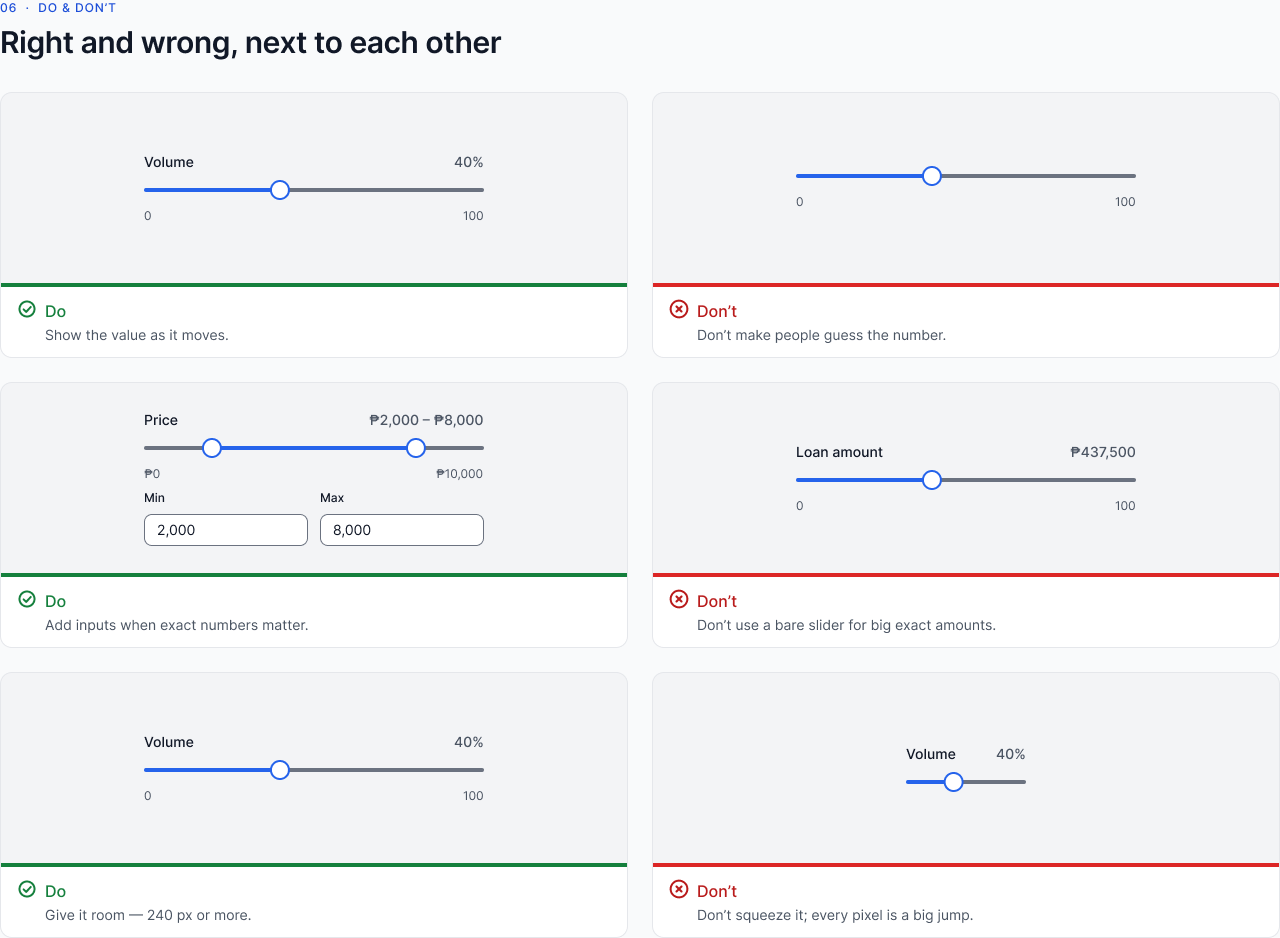 06 · DO & DON’T
Right and wrong, next to each other
Volume 40%
0 100
Do
Show the value as it moves.
0 100
Don’t
Don’t make people guess the number.
Price ₱2,000 – ₱8,000
₱0 ₱10,000
Min Max
2,000 8,000
Do
Add inputs when exact numbers matter.
Loan amount ₱437,500
0 100
Don’t
Don’t use a bare slider for big exact amounts.
Volume 40%
0 100
Do
Give it room — 240 px or more.
Volume 40%
Don’t
Don’t squeeze it; every pixel is a big jump.